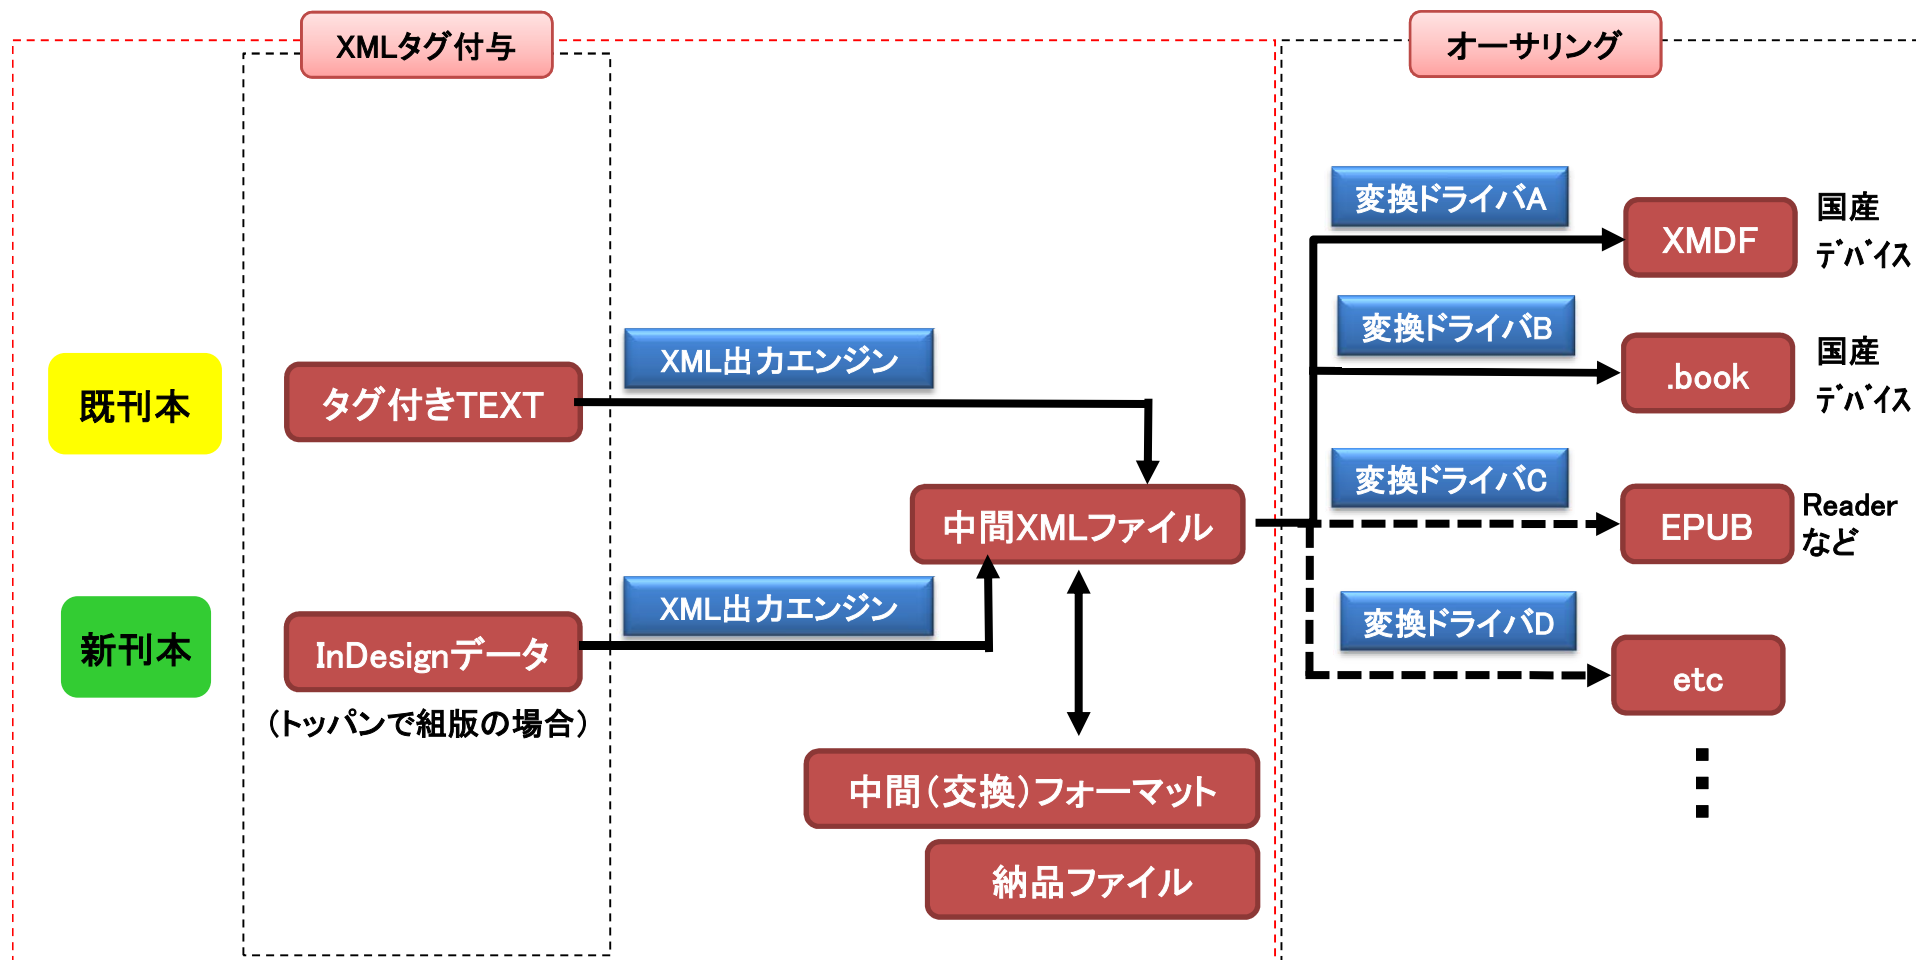 XMLタグ付与
オーサリング
変換ドライバA
XMDF
国産
デバイス
変換ドライバB
.book
国産
デバイス
既刊本
タグ付きTEXT
XML出力エンジン
変換ドライバC
EPUB
Reader
など
中間XMLファイル
新刊本
InDesignデータ
(トッパンで組版の場合)
XML出力エンジン
変換ドライバD
etc
中間(交換)フォーマット
納品ファイル